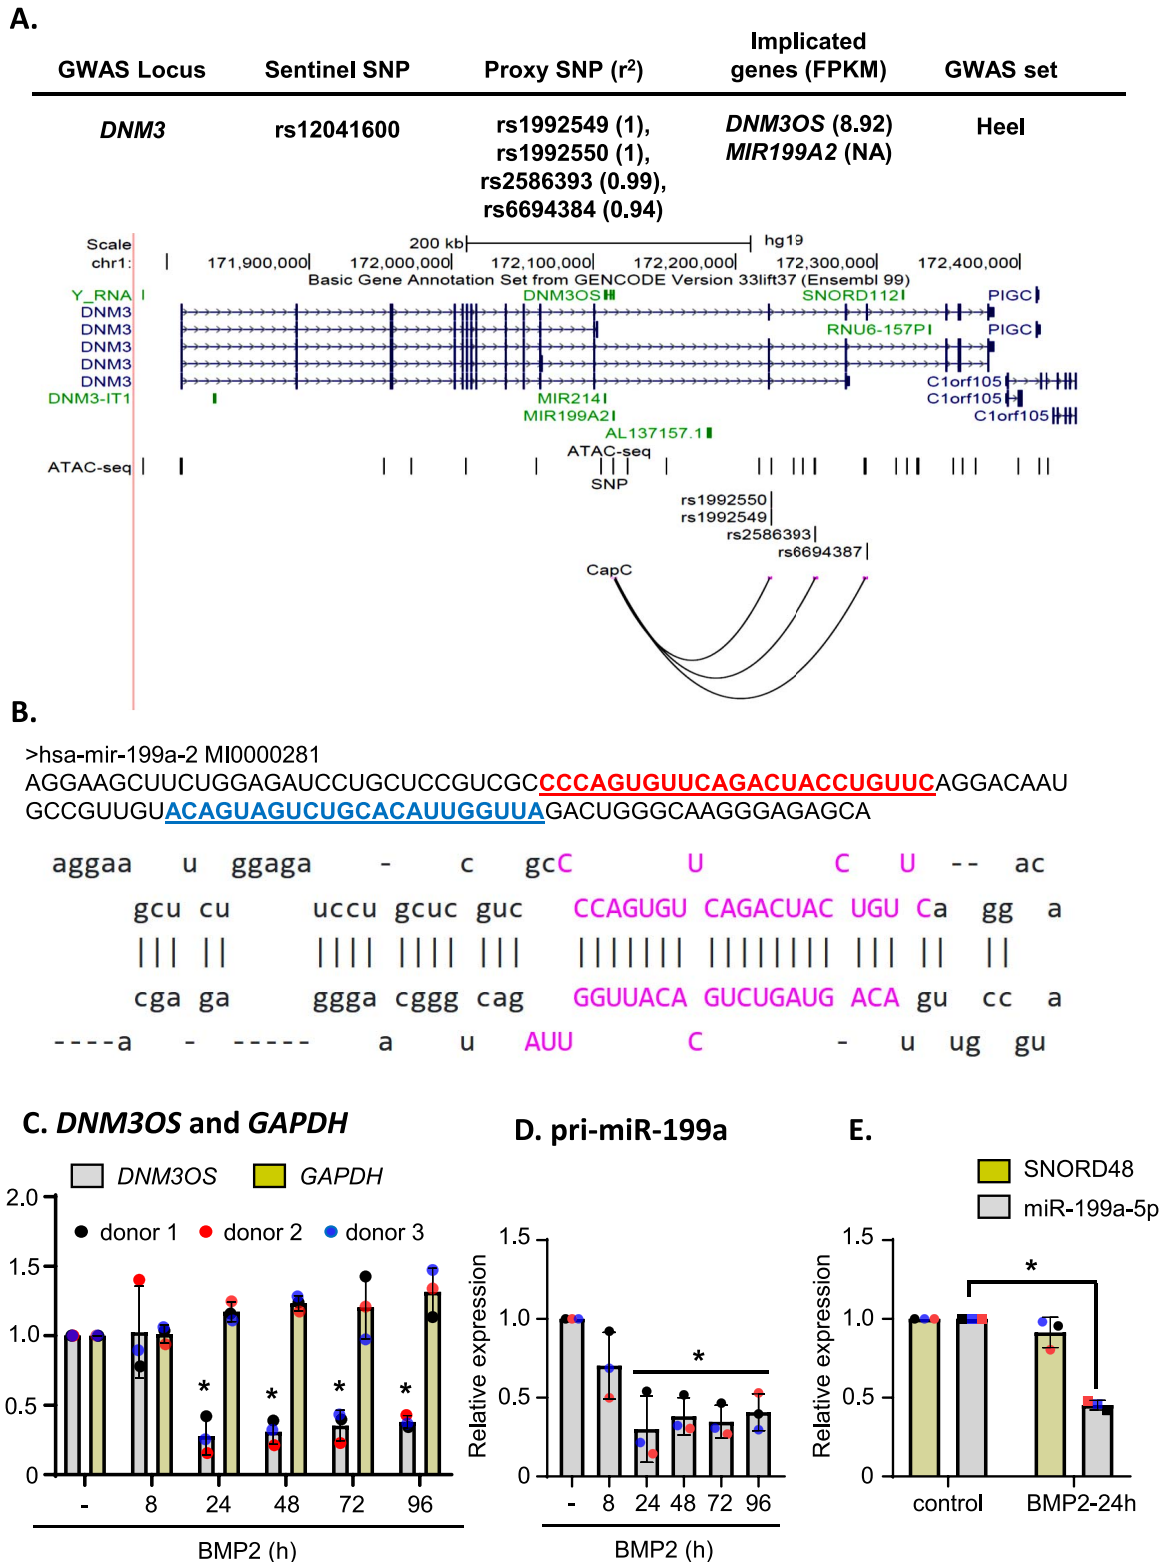 A.
GWAS Locus Sentinel SNP Proxy SNP (r²) Implicated genes (FPKM) GWAS set
DNM3 rs12041600 rs1992549 (1), DNM3OS (8.92) Heel
rs1992550 (1), MIR199A2 (NA)
rs2586393 (0.99),
rs6694384 (0.94)
Scale 200 kb hg19
chr1: 171,900,000 172,000,000 172,100,000 172,200,000 172,300,000 172,400,000
Basic Gene Annotation Set from GENCODE Version 33lift37 (Ensembl 99)
Y_RNA DNM3OS SNORD112 PIGC
DNM3
DNM3 RNU6-157P PIGC
DNM3
DNM3
DNM3 C1orf105
DNM3-IT1 MIR214 C1orf105
MIR199A2 C1orf105
AL137157.1
ATAC-seq
ATAC-seq
SNP
rs1992550
rs1992549
rs2586393
rs6694387
CapC
B.
>hsa-mir-199a-2 MI0000281
AGGAAGCUUCUGGAGAUCCUGCUCCGUCGCCCCAGUGUUCAGACUACCUGUUCAGGACAAU
GCCGUUGUACAGUAGUCUGCACAUUGGUUAGACUGGGCAAGGGAGAGCA
aggaa u ggaga - c gcC U C U -- ac
gcu cu uccu gcuc guc CCAGUGU CAGACUAC UGU Ca gg a
||| || |||| |||| ||| ||||||| |||||||| ||| || ||
cga ga ggga cggg cag GGUUACA GUCUGAUG ACA gu cc a
----a - ----- a u AUU C - u ug gu
C. DNM3OS and GAPDH
DNM3OS GAPDH
donor 1 donor 2 donor 3
2.0
1.5
1.0
0.5
0
* * * *
- 8 24 48 72 96
BMP2 (h)
D. pri-miR-199a
Relative expression
1.5
1.0
0.5
0
*
- 8 24 48 72 96
BMP2 (h)
E.
SNORD48
miR-199a-5p
Relative expression
1.5
1.0
0.5
0
*
control BMP2-24h